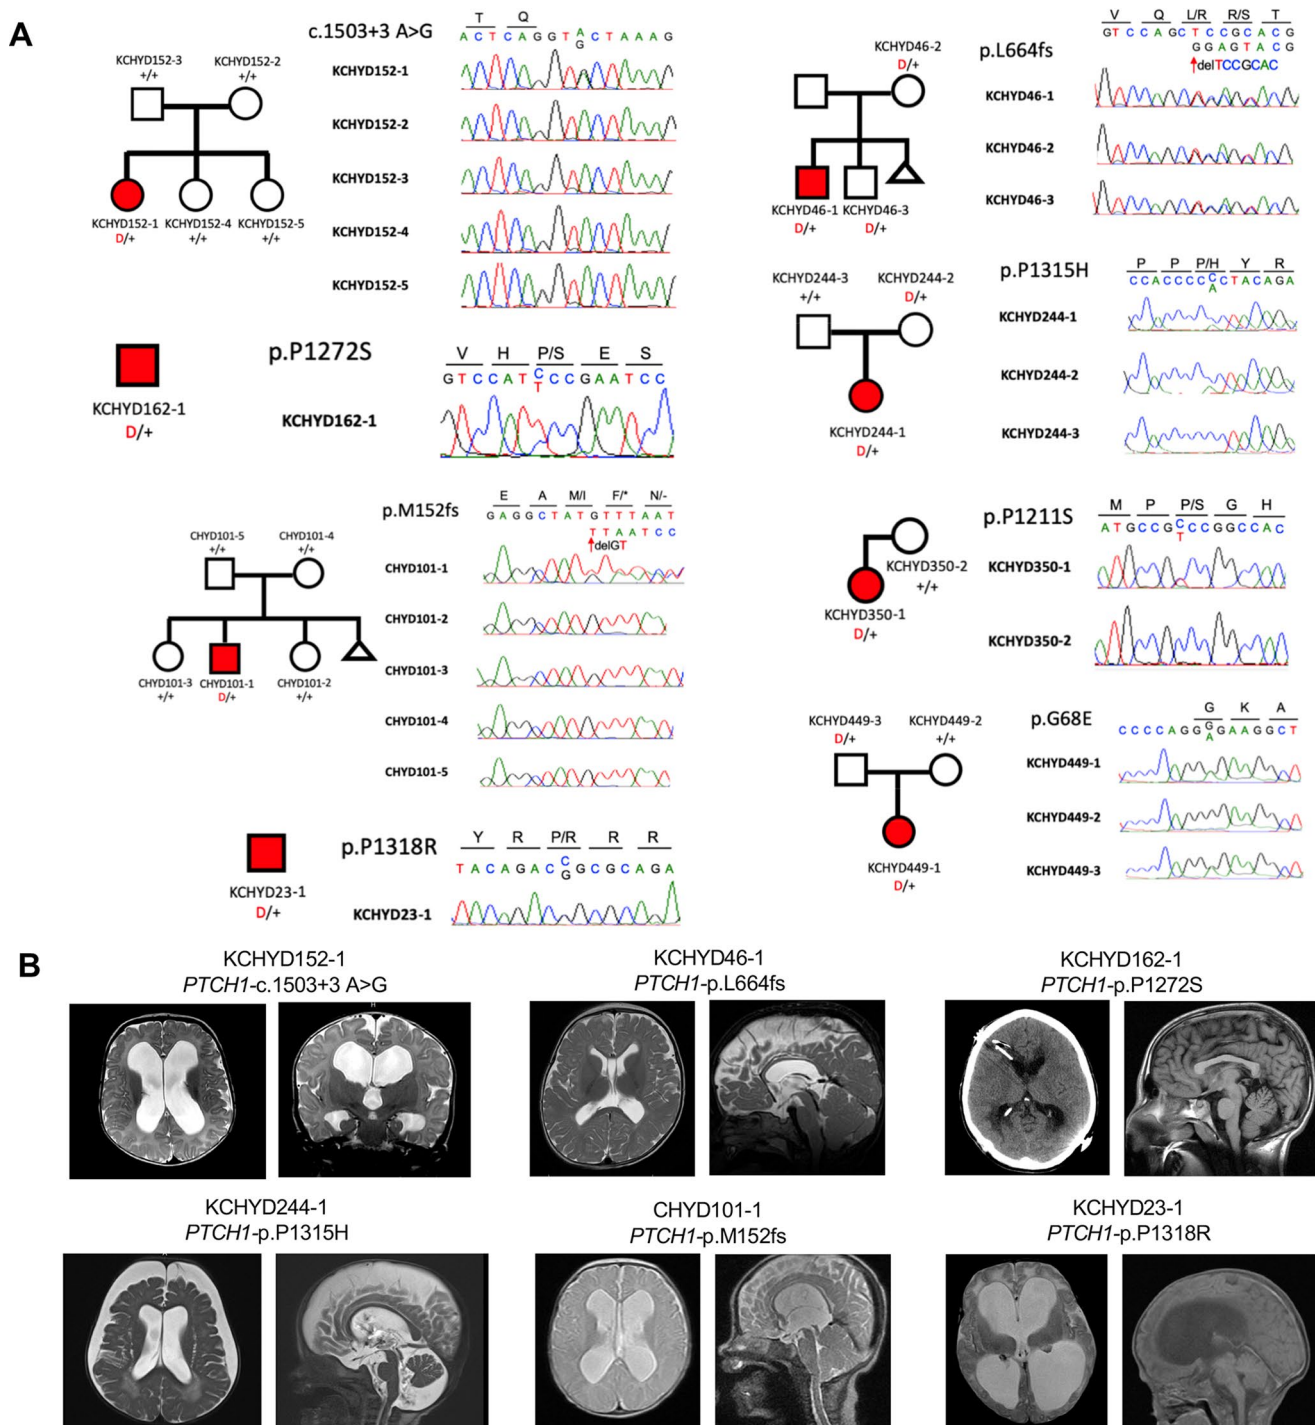 A
c.1503+3 A>G
T Q
A C T C A G G T A C T A A A G
G
KCHYD152-3
+/+
KCHYD152-2
+/+
KCHYD152-1
D/+
KCHYD152-4
+/+
KCHYD152-5
+/+
KCHYD152-1
KCHYD152-2
KCHYD152-3
KCHYD152-4
KCHYD152-5
p.L664fs
V Q L/R R/S T
G T C C A G C T C C G C A C G
G G A G T A C G
delTCCGCAC
KCHYD46-2
D/+
KCHYD46-1
D/+
KCHYD46-3
D/+
KCHYD46-1
KCHYD46-2
KCHYD46-3
KCHYD162-1
D/+
p.P1272S
V H P/S E S
G T C C A T C C C G A A T C C
T
KCHYD162-1
KCHYD244-3
+/+
KCHYD244-2
D/+
KCHYD244-1
D/+
p.P1315H
P P P/H Y R
C C A C C C C C C T A C A G A
A
KCHYD244-1
KCHYD244-2
KCHYD244-3
p.M152fs
E A M/I F/* N/-
G A G G C T A T G T T T A A T
T T A A T C C
delGT
CHYD101-5
+/+
CHYD101-4
+/+
CHYD101-3
+/+
CHYD101-1
D/+
CHYD101-2
+/+
CHYD101-1
CHYD101-2
CHYD101-3
CHYD101-4
CHYD101-5
KCHYD350-2
+/+
KCHYD350-1
D/+
p.P1211S
M P P/S G H
A T G C C G C C C G G C C A C
T
KCHYD350-1
KCHYD350-2
KCHYD23-1
D/+
p.P1318R
Y R P/R R R
T A C A G A C C G C G C A G A
G
KCHYD23-1
KCHYD449-3
D/+
KCHYD449-2
+/+
KCHYD449-1
D/+
p.G68E
G K A
C C C C A G G G G A A G G C T
A
KCHYD449-1
KCHYD449-2
KCHYD449-3
B
KCHYD152-1
PTCH1-c.1503+3 A>G
KCHYD46-1
PTCH1-p.L664fs
KCHYD162-1
PTCH1-p.P1272S
H
KCHYD244-1
PTCH1-p.P1315H
CHYD101-1
PTCH1-p.M152fs
KCHYD23-1
PTCH1-p.P1318R